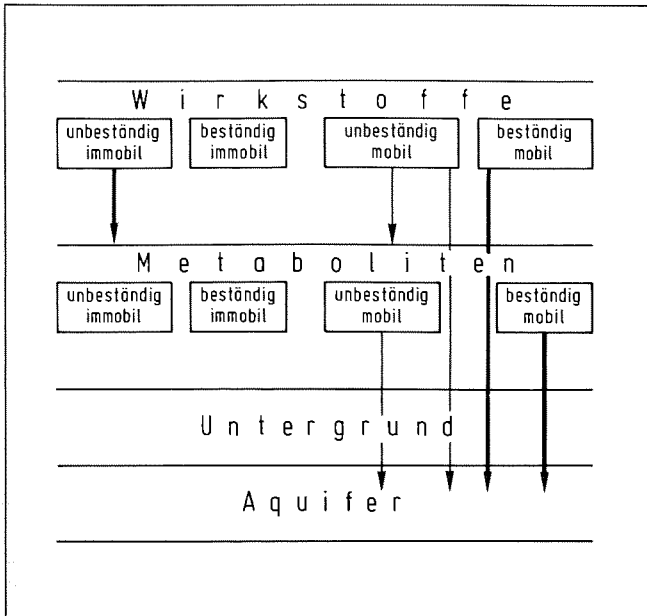 Wirkstoffe
unbeständig
immobil
beständig
immobil
unbeständig
mobil
beständig
mobil
Metaboliten
unbeständig
immobil
beständig
immobil
unbeständig
mobil
beständig
mobil
Untergrund
Aquifer